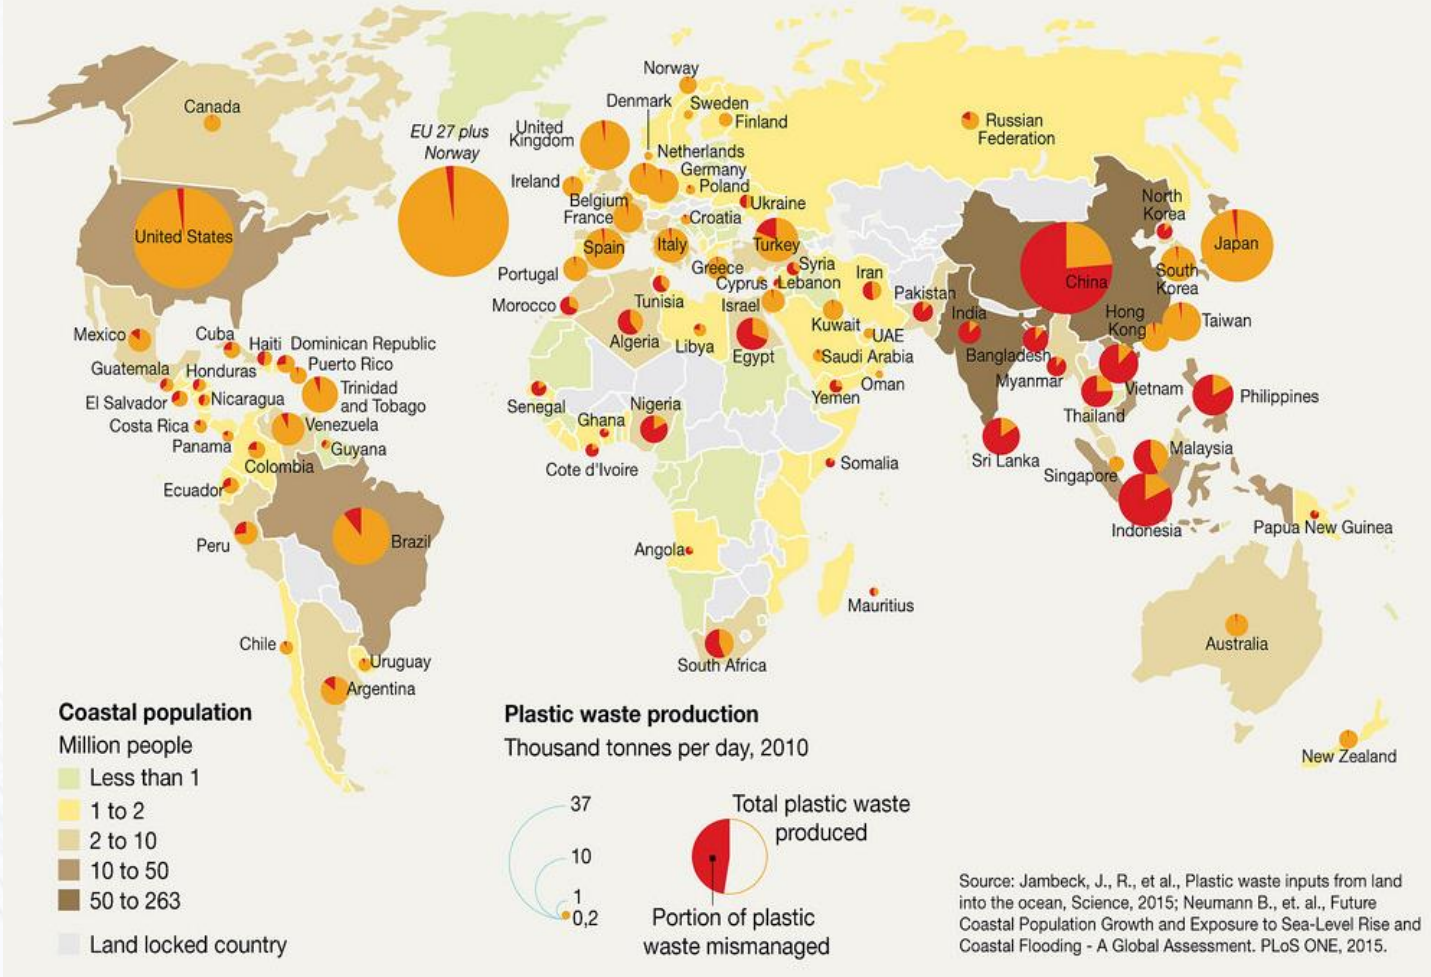 Canada
United States
EU 27 plus
Norway
Norway
Denmark
Sweden
Finland
United
Kingdom
Netherlands
Germany
Ireland
Poland
Belgium
Ukraine
France
Croatia
Spain
Italy
Turkey
Portugal
Greece
Syria
Cyprus
Lebanon
Morocco
Tunisia
Israel
Iran
Algeria
Libya
Egypt
Kuwait
UAE
Saudi Arabia
Oman
Yemen
Russian
Federation
North
Korea
Japan
China
South
Korea
Pakistan
India
Hong
Kong
Taiwan
Bangladesh
Myanmar
Vietnam
Thailand
Philippines
Sri Lanka
Malaysia
Singapore
Indonesia
Papua New Guinea
Mexico
Cuba
Haiti
Dominican Republic
Puerto Rico
Guatemala
Honduras
Trinidad
and Tobago
El Salvador
Nicaragua
Costa Rica
Venezuela
Panama
Guyana
Colombia
Ecuador
Peru
Brazil
Chile
Uruguay
Argentina
Senegal
Ghana
Nigeria
Cote d'Ivoire
Somalia
Angola
Mauritius
South Africa
Australia
New Zealand
Coastal population
Million people
Less than 1
1 to 2
2 to 10
10 to 50
50 to 263
Land locked country
Plastic waste production
Thousand tonnes per day, 2010
37
10
1
0,2
Total plastic waste
produced
Portion of plastic
waste mismanaged
Source: Jambeck, J., R., et al., Plastic waste inputs from land
into the ocean, Science, 2015; Neumann B., et. al., Future
Coastal Population Growth and Exposure to Sea-Level Rise and
Coastal Flooding - A Global Assessment. PLoS ONE, 2015.